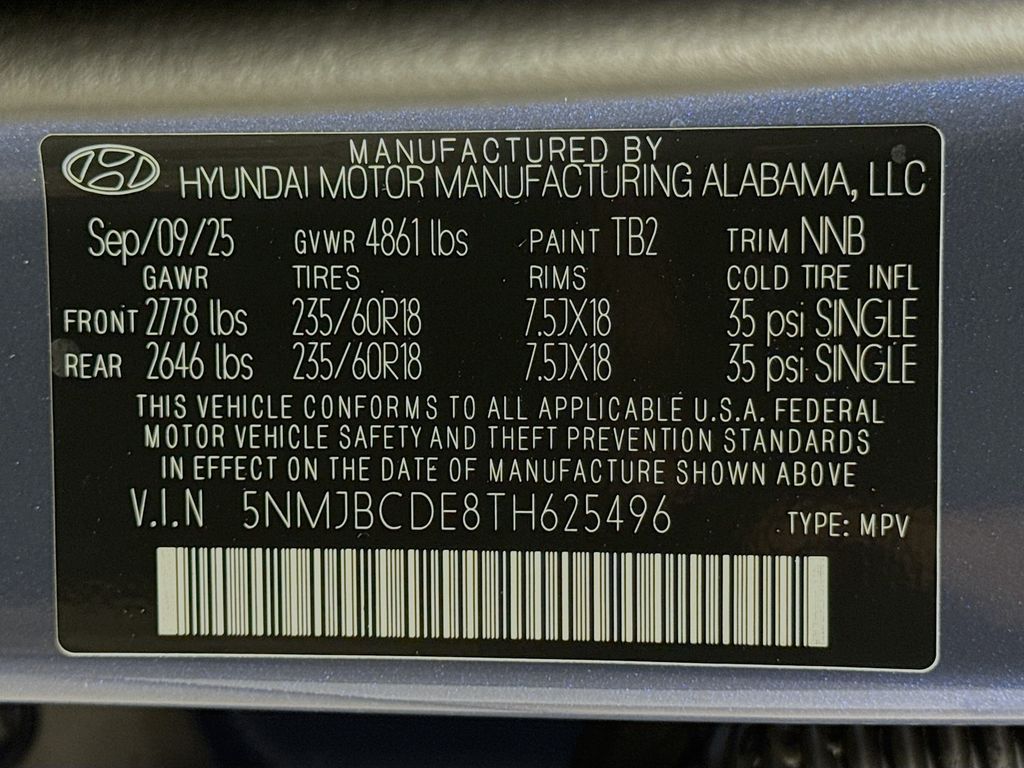 MANUFACTURED BY
HYUNDAI MOTOR MANUFACTURING ALABAMA, LLC
Sep/09/25 GVWR 4861 lbs PAINT TB2 TRIM NNB
GAWR TIRES RIMS COLD TIRE INFL
FRONT 2778 lbs 235/60R18 7.5JX18 35 psi SINGLE
REAR 2646 lbs 235/60R18 7.5JX18 35 psi SINGLE
THIS VEHICLE CONFORMS TO ALL APPLICABLE U.S.A. FEDERAL
MOTOR VEHICLE SAFETY AND THEFT PREVENTION STANDARDS
IN EFFECT ON THE DATE OF MANUFACTURE SHOWN ABOVE
V.I.N 5NMJBCDE8TH625496 TYPE: MPV